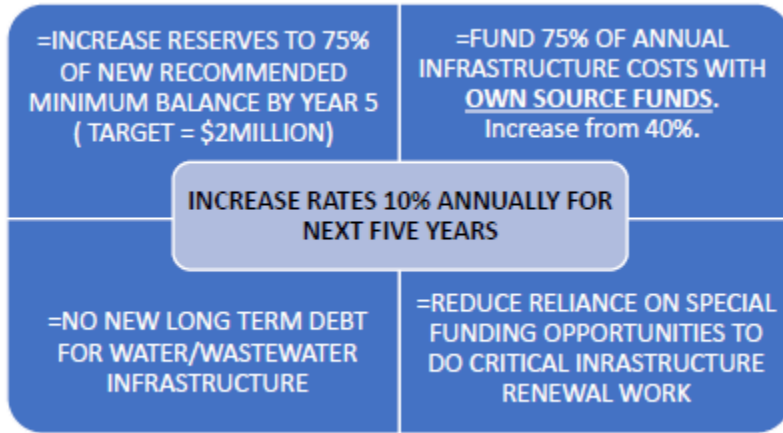 =INCREASE RESERVES TO 75%
OF NEW RECOMMENDED
MINIMUM BALANCE BY YEAR 5
( TARGET = $2MILLION)
=FUND 75% OF ANNUAL
INFRASTRUCTURE COSTS WITH
OWN SOURCE FUNDS.
Increase from 40%.
INCREASE RATES 10% ANNUALLY FOR
NEXT FIVE YEARS
=NO NEW LONG TERM DEBT
FOR WATER/WASTEWATER
INFRASTRUCTURE
=REDUCE RELIANCE ON SPECIAL
FUNDING OPPORTUNITIES TO
DO CRITICAL INRASTRUCTURE
RENEWAL WORK